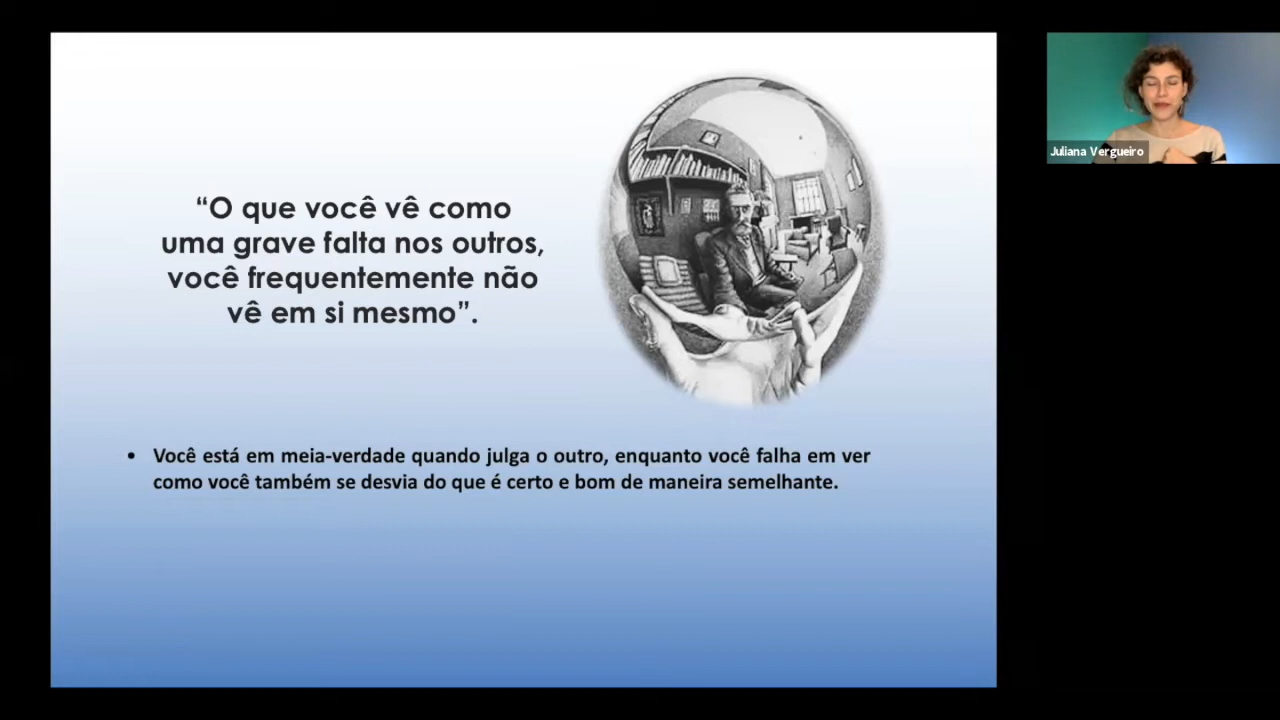 “O que você vê como
uma grave falta nos outros,
você frequentemente não
vê em si mesmo”.
• Você está em meia-verdade quando julga o outro, enquanto você falha em ver
como você também se desvia do que é certo e bom de maneira semelhante.
Juliana Vergueiro